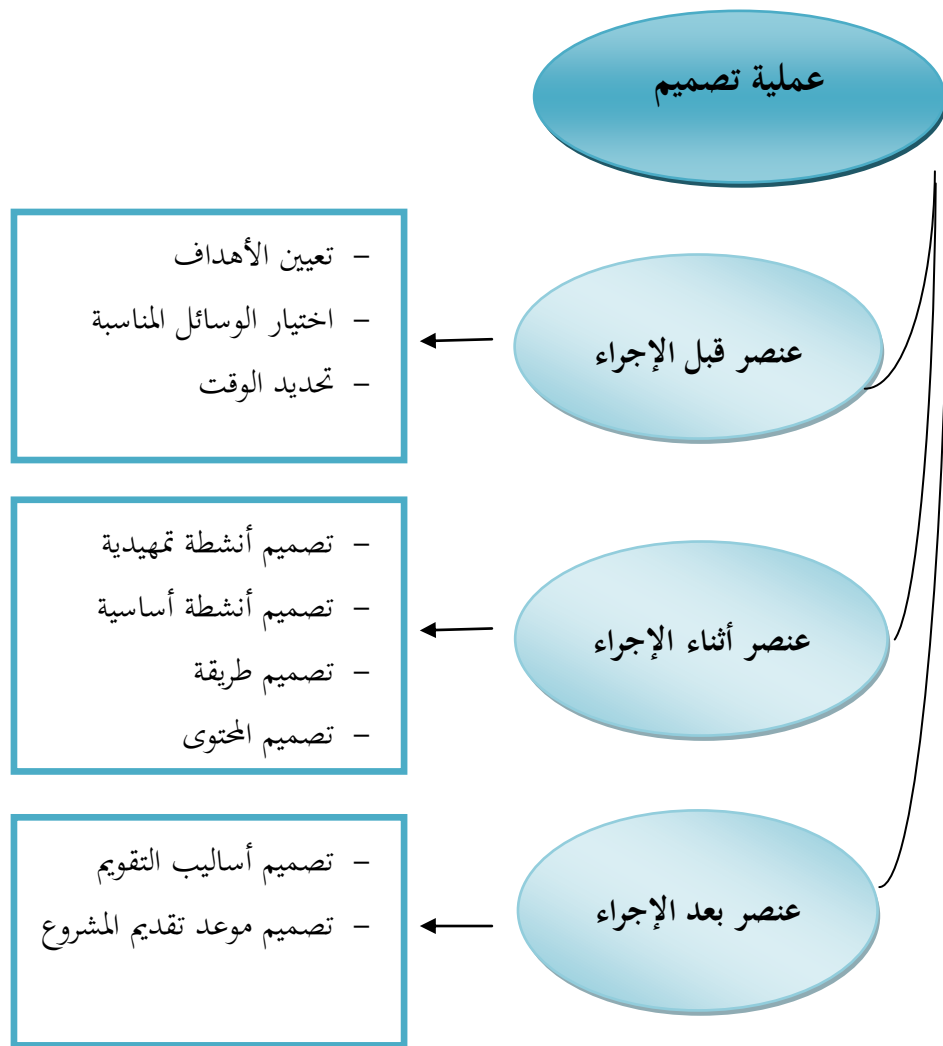 عملية تصميم
عنصر قبل الإجراء
– تعيين الأهداف
– اختيار الوسائل المناسبة
– تحديد الوقت
عنصر أثناء الإجراء
– تصميم أنشطة تمهيدية
– تصميم أنشطة أساسية
– تصميم طريقة
– تصميم المحتوى
عنصر بعد الإجراء
– تصميم أساليب التقويم
– تصميم موعد تقديم المشروع